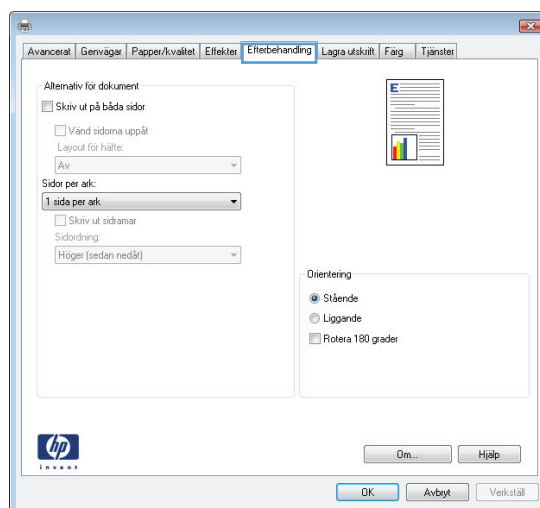 Avancerat Genvägar Papper/kvalitet Effekter Efterbehandling Lagra utskrift Färg Tjänster
Alternativ för dokument
Skriv ut på båda sidor
Vänd sidorna uppåt
Layout för häfte:
Av
Sidor per ark:
1 sida per ark
Skriv ut sidramar
Sidordning:
Höger (sedan nedåt)
E
Orientering
Stående
Liggande
Rotera 180 grader
hp
invent
Om... Hjälp
OK Avbryt Verkställ